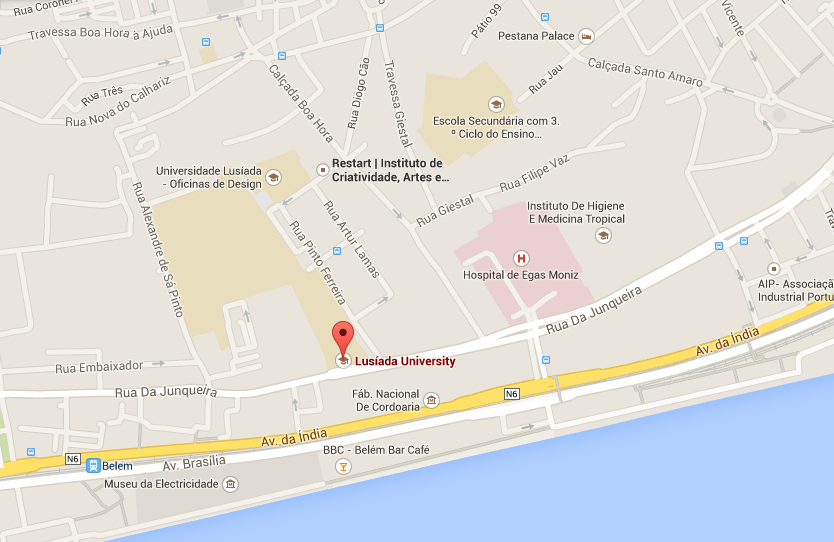 Rua Coronel
Travessa Boa Hora à Ajuda
Pátio 99
Pestana Palace
Vicente
Rua Jau
Calçada Santo Amaro
Rua Três
Rua Nova do Calhariz
Calçada Boa Hora
Rua Diogo Cão
Travessa Giestal
Escola Secundária com 3.
º Ciclo do Ensino...
Universidade Lusíada
- Oficinas de Design
Restart | Instituto de
Criatividade, Artes e...
Rua Filipe Vaz
Rua Giestal
Rua Alexandre de Sá Pinto
Rua Artur Lamas
Rua Pinto Ferreira
Instituto De Higiene
E Medicina Tropical
H
Hospital de Egas Moniz
AIP- Associação
Industrial Portu
Rua Da Junqueira
Av. da Índia
Lusíada University
Rua Embaixador
Rua Da Junqueira
Fáb. Nacional
De Cordoaria
N6
Av. da Índia
BBC - Belém Bar Café
N6
Belem
Av. Brasília
Museu da Electricidade